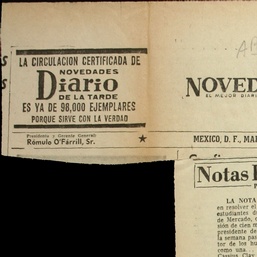 LA CIRCULACION CERTIFICADA DE
NOVEDADES
Diario
DE LA TARDE
ES YA DE 98,000 EJEMPLARES
PORQUE SIRVE CON LA VERDAD
Presidente y Gerente General:
Rómulo O'Farrill, Sr.
NOVED
EL MEJOR DIARI
MEXICO, D. F., MAR
Notas
LA NOTA
en resolver el
estudiantes d
de Mercado,
sión de cien m
presidente de
la semana pas
tor de los hu
como una